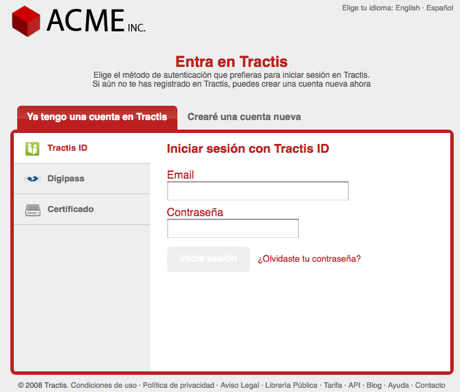 ACME INC.
Elige tu idioma: English · Español
Entra en Tractis
Elige el método de autenticación que prefieras para iniciar sesión en Tractis.
Si aún no te has registrado en Tractis, puedes crear una cuenta nueva ahora
Ya tengo una cuenta en Tractis
Crearé una cuenta nueva
Tractis ID
Digipass
Certificado
Iniciar sesión con Tractis ID
Email
Contraseña
Inicia sesión
¿Olvidaste tu contraseña?
© 2008 Tractis. Condiciones de uso · Política de privacidad · Aviso Legal · Librería Pública · Tarifa · API · Blog · Ayuda · Contacto